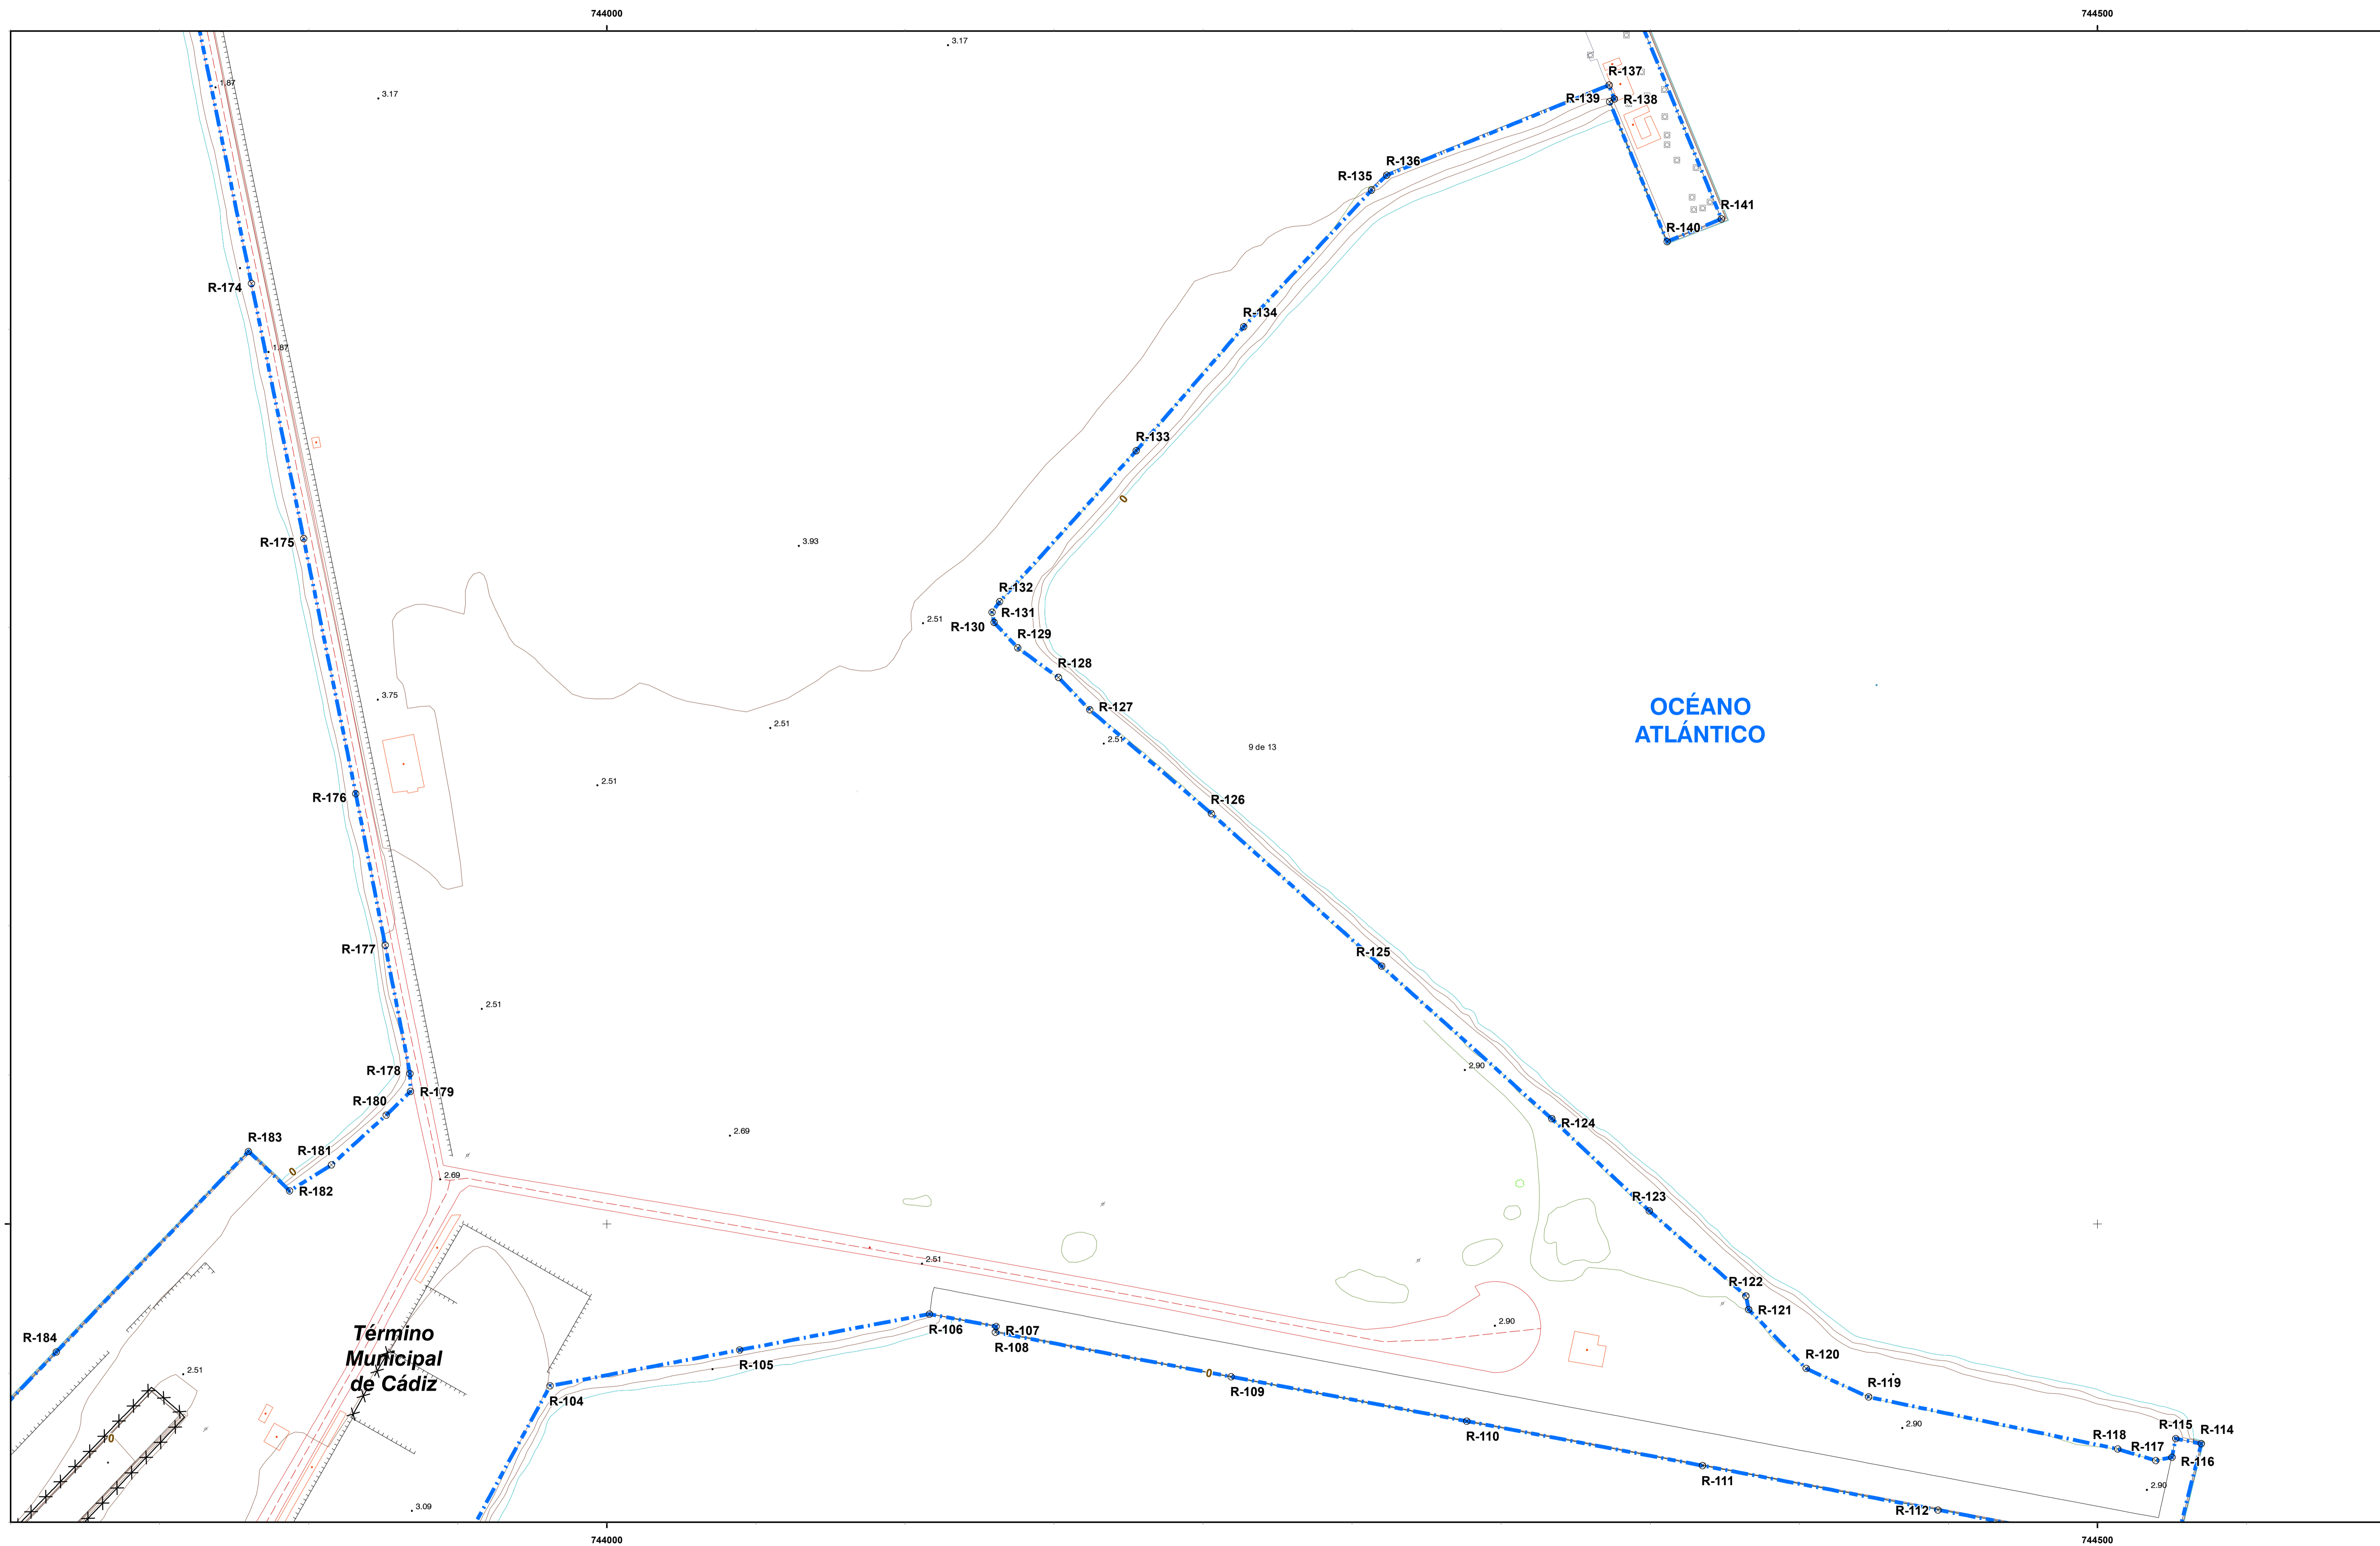 744000
744500
3.17
1.87
3.17
R-137
R-139
R-138
R-136
R-135
R-141
R-140
R-174
R-134
1.87
R-133
0
R-175
3.93
R-132
R-131
2.51
R-130
R-129
R-128
3.75
R-127
OCÉANO
ATLÁNTICO
2.51
2.51
9 de 13
2.51
R-176
R-126
R-177
R-125
2.51
R-178
2.90
R-179
R-180
R-124
2.69
R-183
R-181
0
2.69
R-182
R-123
2.51
R-122
R-121
R-106
R-107
2.90
R-184
Término
Municipal
de Cádiz
R-108
R-105
2.51
0
R-120
R-109
R-104
R-119
R-110
2.90
R-115
R-114
0
R-118
R-117
R-111
R-116
2.90
3.09
R-112
744000
744500